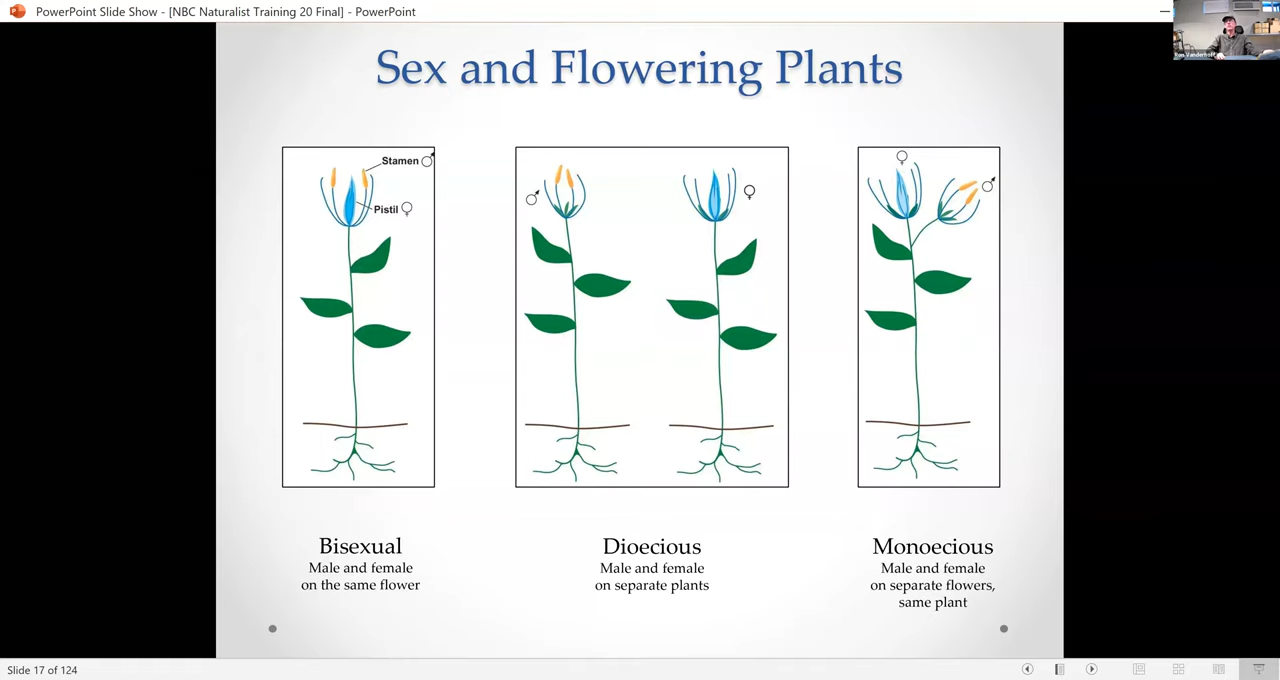 PowerPoint Slide Show - [NBC Naturalist Training 20 Final] - PowerPoint
Ron Vanderhoff
Sex and Flowering Plants
Stamen ♂
Pistil ♀
♂
♀
♀
♂
Bisexual
Male and female
on the same flower
Dioecious
Male and female
on separate plants
Monoecious
Male and female
on separate flowers,
same plant
Slide 17 of 124